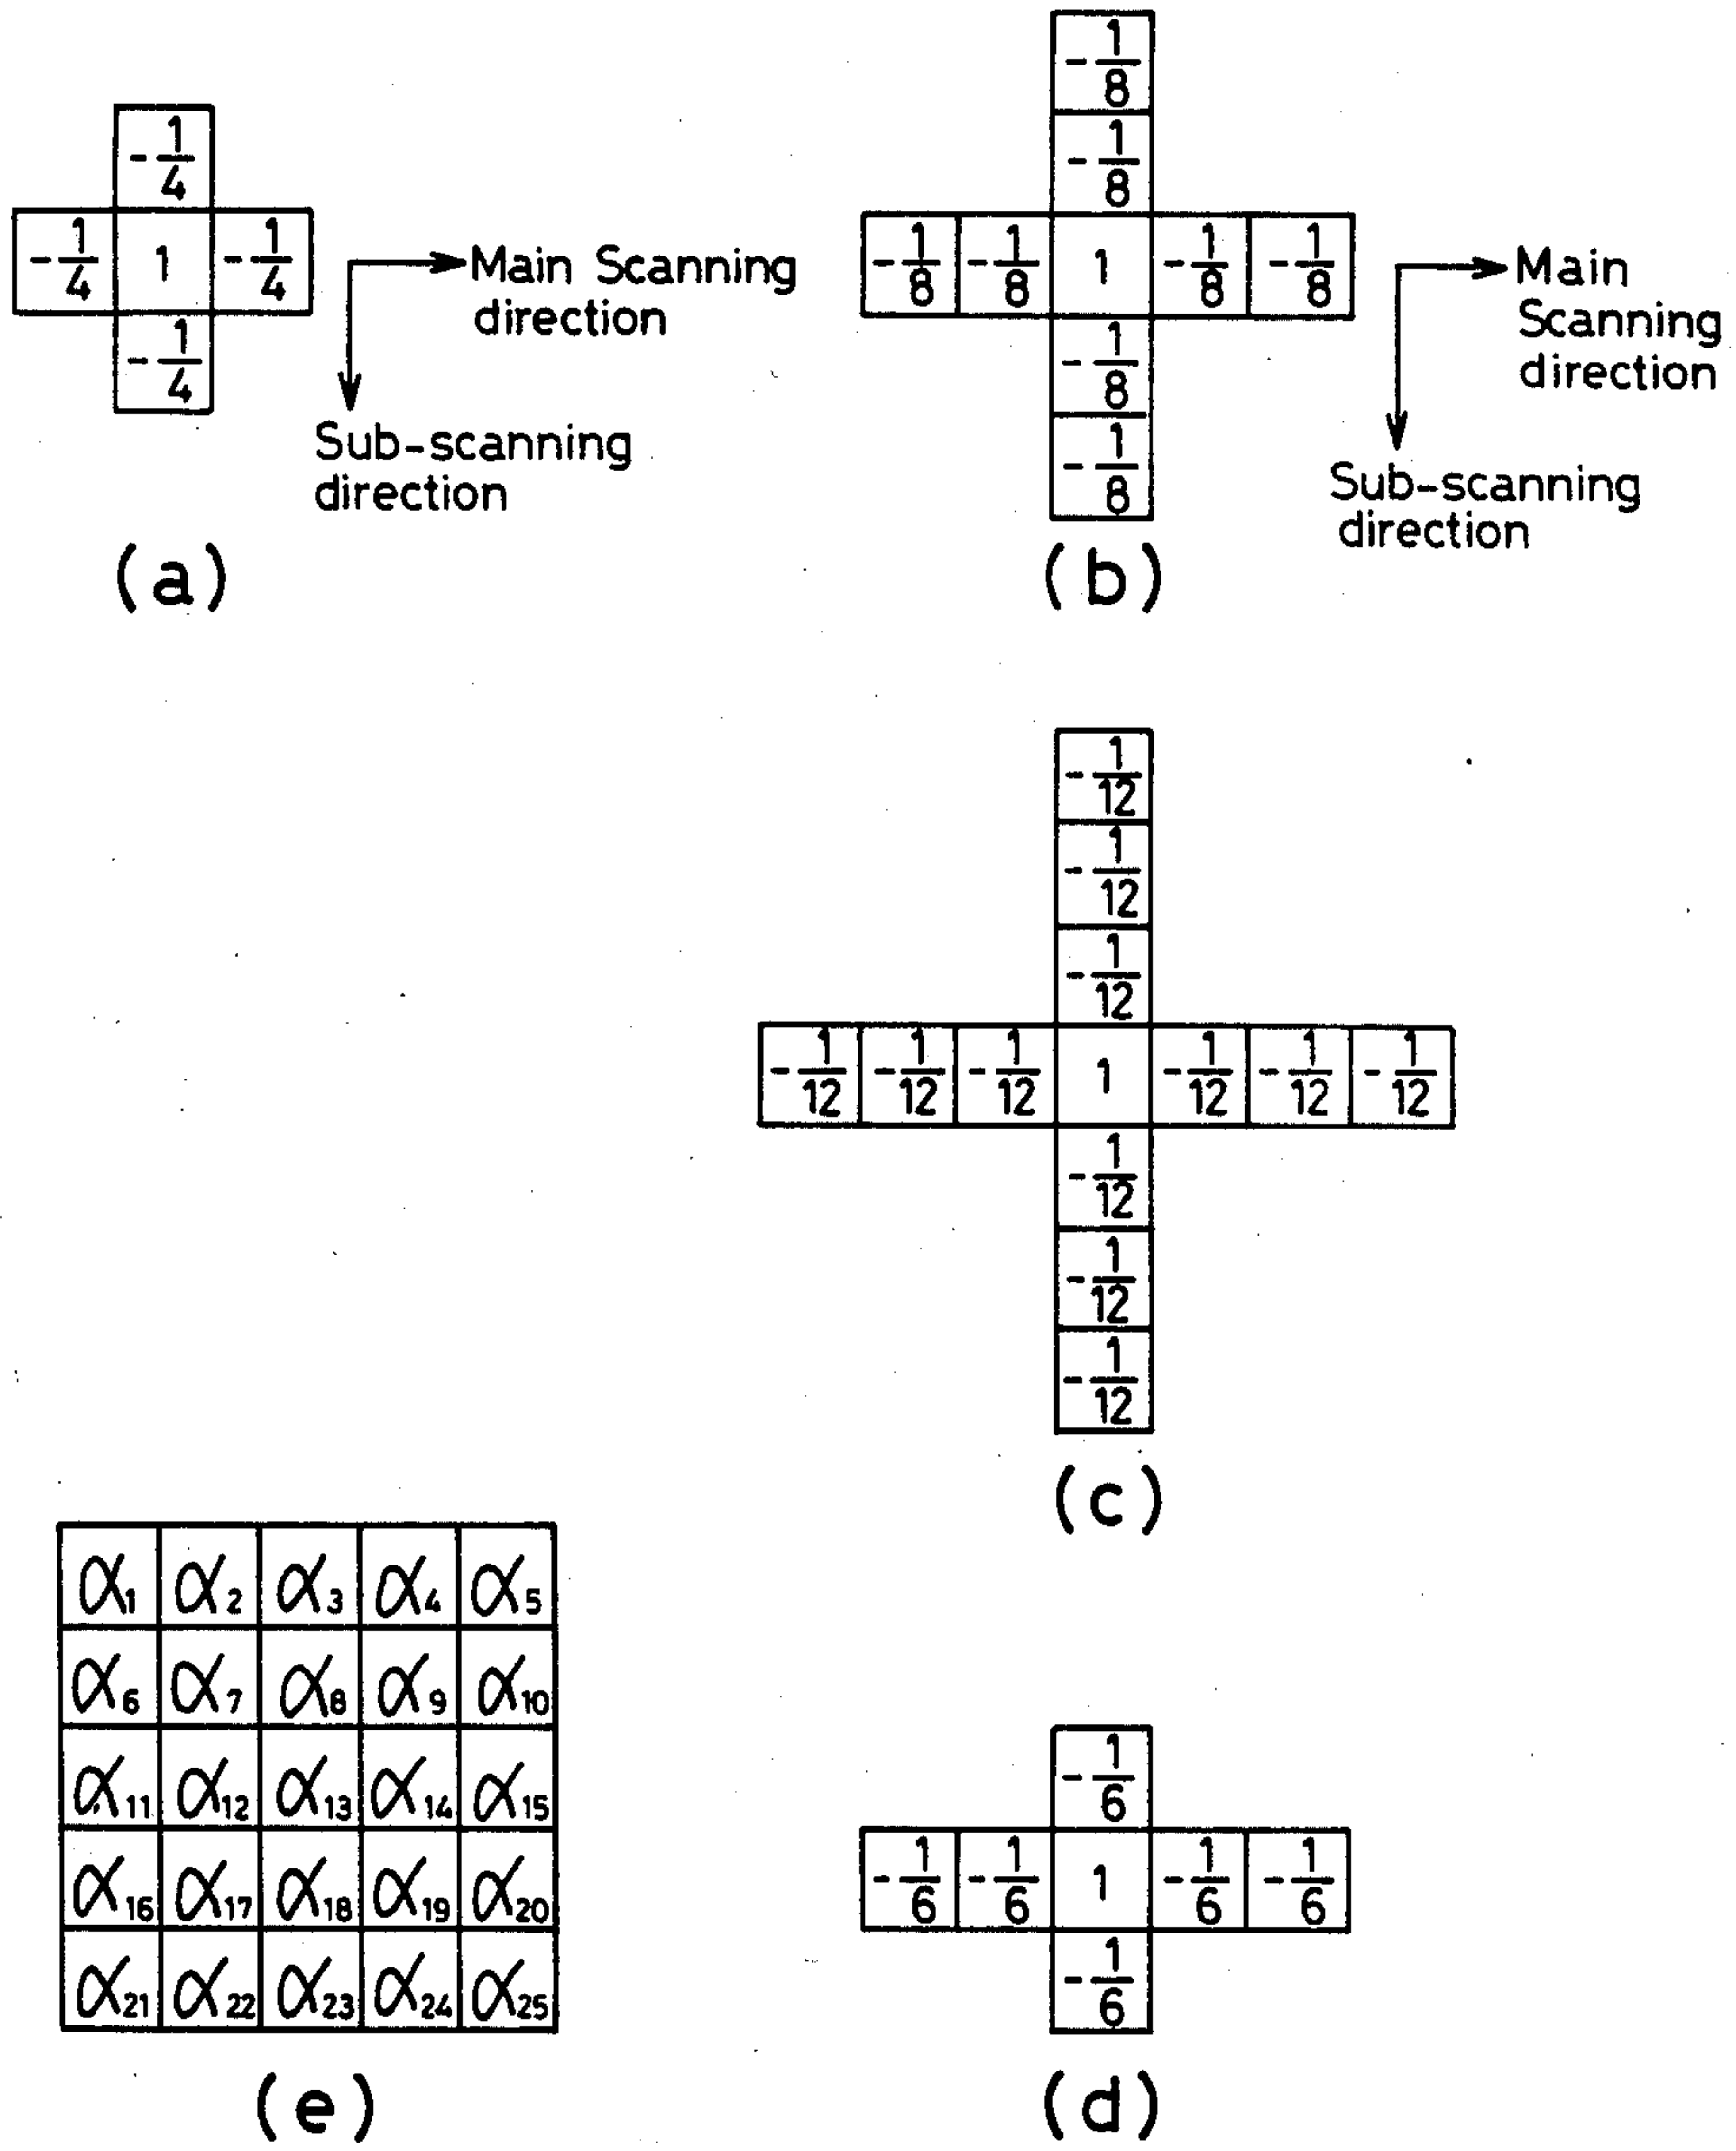 -1/4
-1/4 1 -1/4
-1/4
Main Scanning
direction
Sub-scanning
direction
(a)
-1/8
-1/8
-1/8 -1/8 1 -1/8 -1/8
-1/8
-1/8
Main
Scanning
direction
Sub-scanning
direction
(b)
-1/12
-1/12
-1/12
-1/12 -1/12 -1/12 1 -1/12 -1/12 -1/12
-1/12
-1/12
-1/12
(c)
α1 α2 α3 α4 α5
α6 α7 α8 α9 α10
α11 α12 α13 α14 α15
α16 α17 α18 α19 α20
α21 α22 α23 α24 α25
(e)
-1/6
-1/6 -1/6 1 -1/6 -1/6
-1/6
(d)